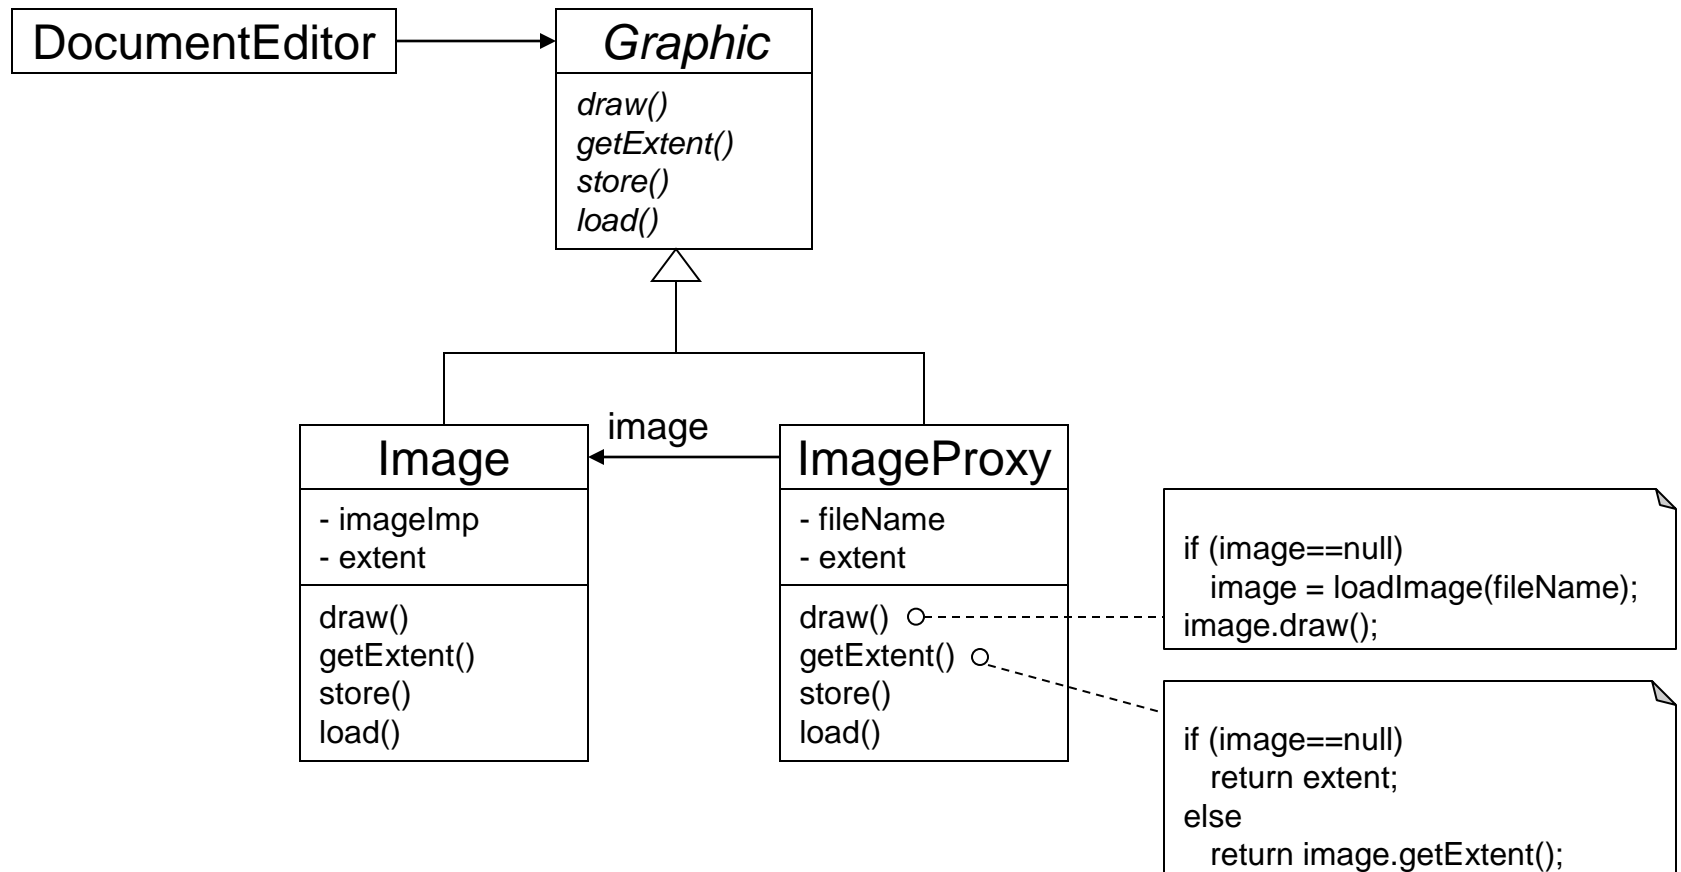 DocumentEditor
Graphic
draw()
getExtent()
store()
load()
image
Image
- imageImp
- extent
draw()
getExtent()
store()
load()
ImageProxy
- fileName
- extent
draw()
getExtent()
store()
load()
if (image==null)
image = loadImage(fileName);
image.draw();
if (image==null)
return extent;
else
return image.getExtent();